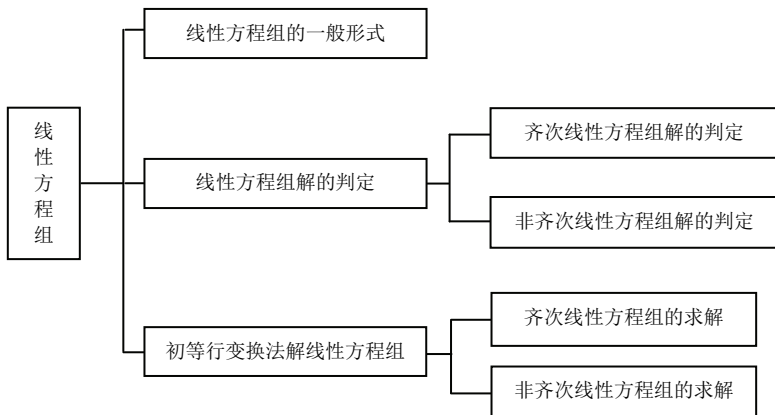 线性方程组
线性方程组的一般形式
线性方程组解的判定
齐次线性方程组解的判定
非齐次线性方程组解的判定
初等行变换法解线性方程组
齐次线性方程组的求解
非齐次线性方程组的求解